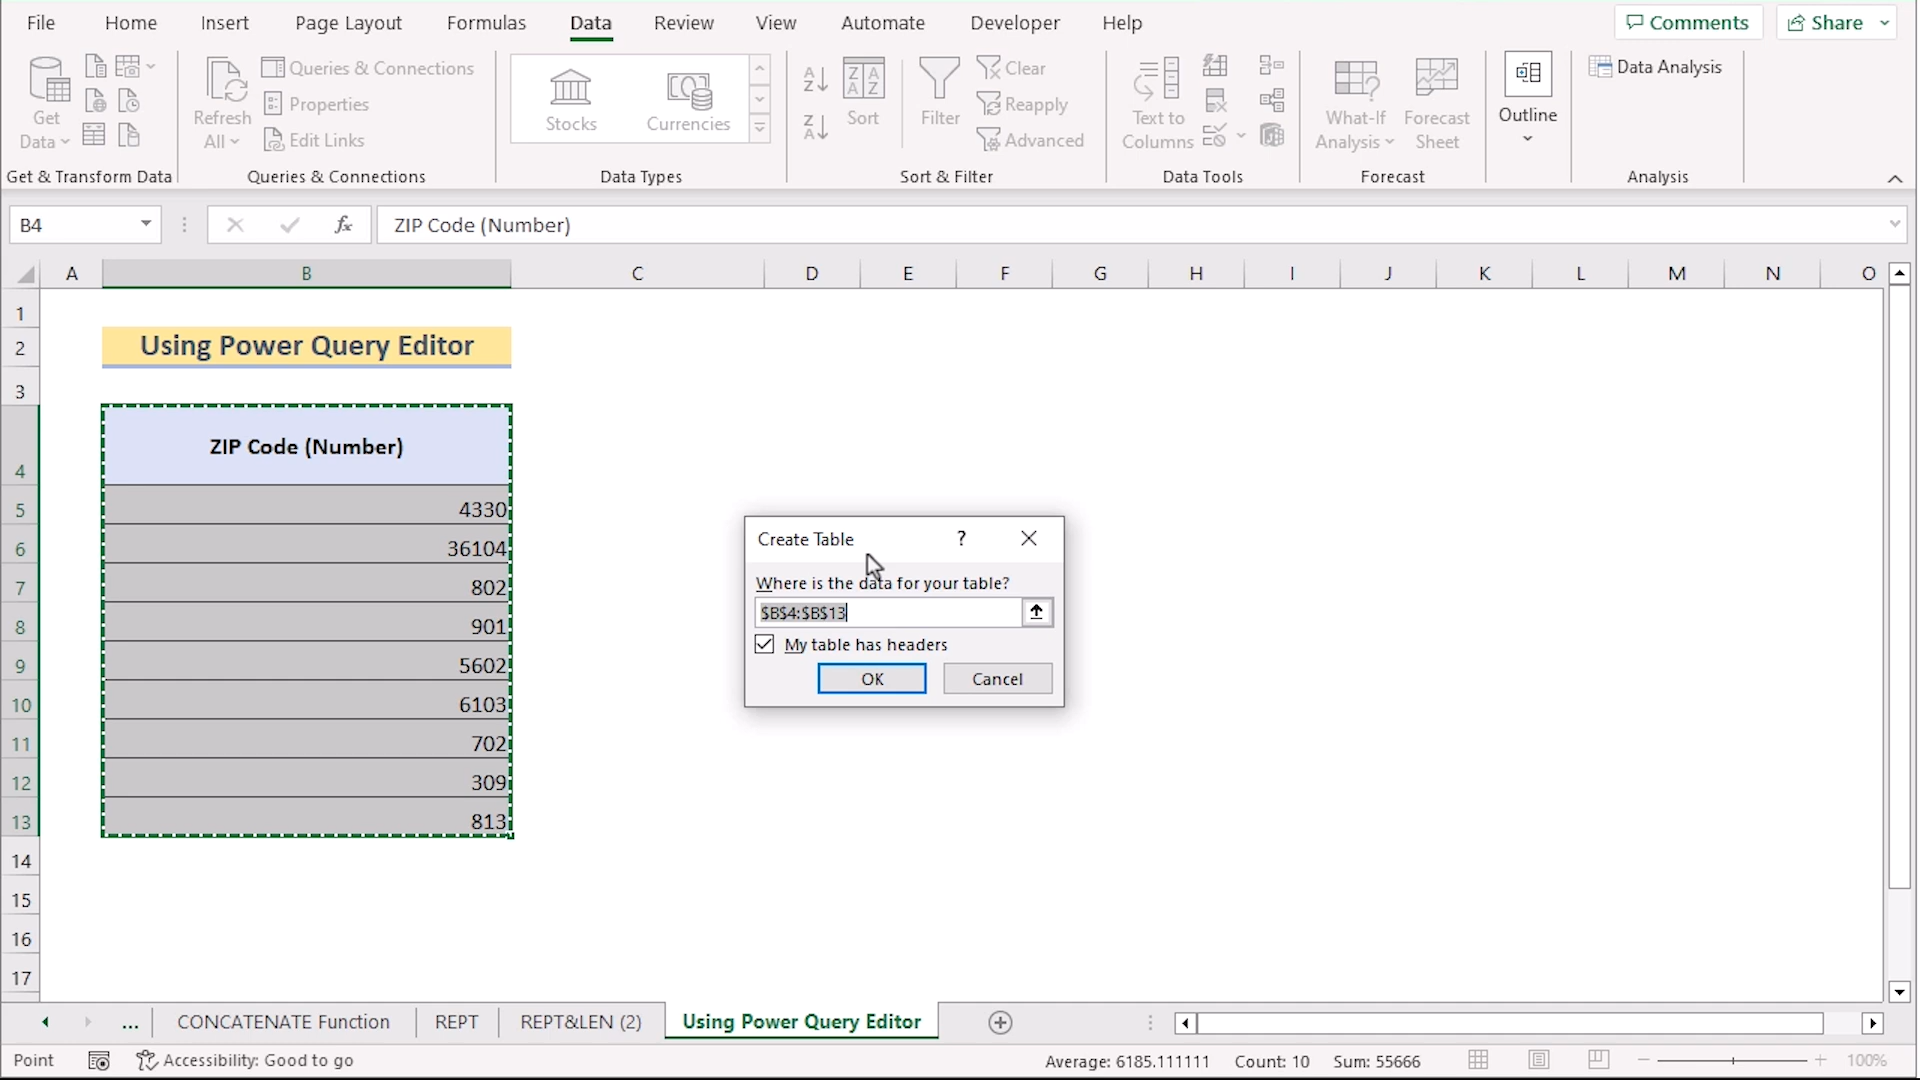 File Home Insert Page Layout Formulas Data Review View Automate Developer Help Comments Share
Get Data
Get & Transform Data
Refresh All
Queries & Connections
Properties
Edit Links
Queries & Connections
Stocks Currencies
Data Types
Sort
Filter
Clear
Reapply
Advanced
Sort & Filter
Text to Columns
Data Tools
What-If Analysis
Forecast Sheet
Forecast
Outline
Data Analysis
Analysis
B4 fx ZIP Code (Number)
A B C D E F G H I J K L M N O
1
2 Using Power Query Editor
3
4 ZIP Code (Number)
5 4330
6 36104
7 802
8 901
9 5602
10 6103
11 702
12 309
13 813
14
15
16
17
Create Table ?
Where is the data for your table?
$B$4:$B$13
My table has headers
OK Cancel
... CONCATENATE Function REPT REPT&LEN (2) Using Power Query Editor
Point Accessibility: Good to go Average: 6185.111111 Count: 10 Sum: 55666 100%